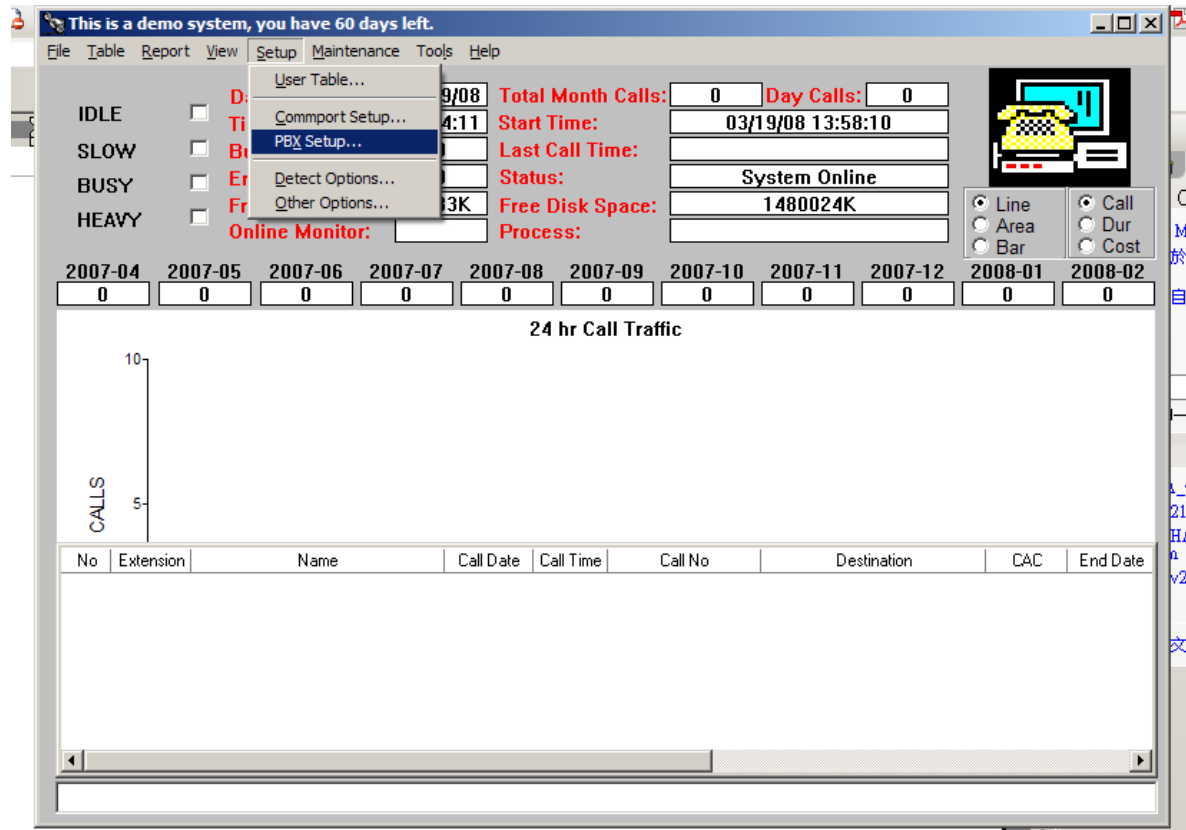 This is a demo system, you have 60 days left.
File Table Report View Setup Maintenance Tools Help
User Table...
Commport Setup...
PBX Setup...
Detect Options...
Other Options...
9/08 Total Month Calls: 0 Day Calls: 0
IDLE
4:11 Start Time: 03/19/08 13:58:10
SLOW Last Call Time:
BUSY Status: System Online
HEAVY 3K Free Disk Space: 1480024K
Online Monitor: Process:
Line Call
Area Dur
Bar Cost
2007-04 2007-05 2007-06 2007-07 2007-08 2007-09 2007-10 2007-11 2007-12 2008-01 2008-02
0 0 0 0 0 0 0 0 0 0 0
24 hr Call Traffic
10
CALLS
5
No Extension Name Call Date Call Time Call No Destination CAC End Date